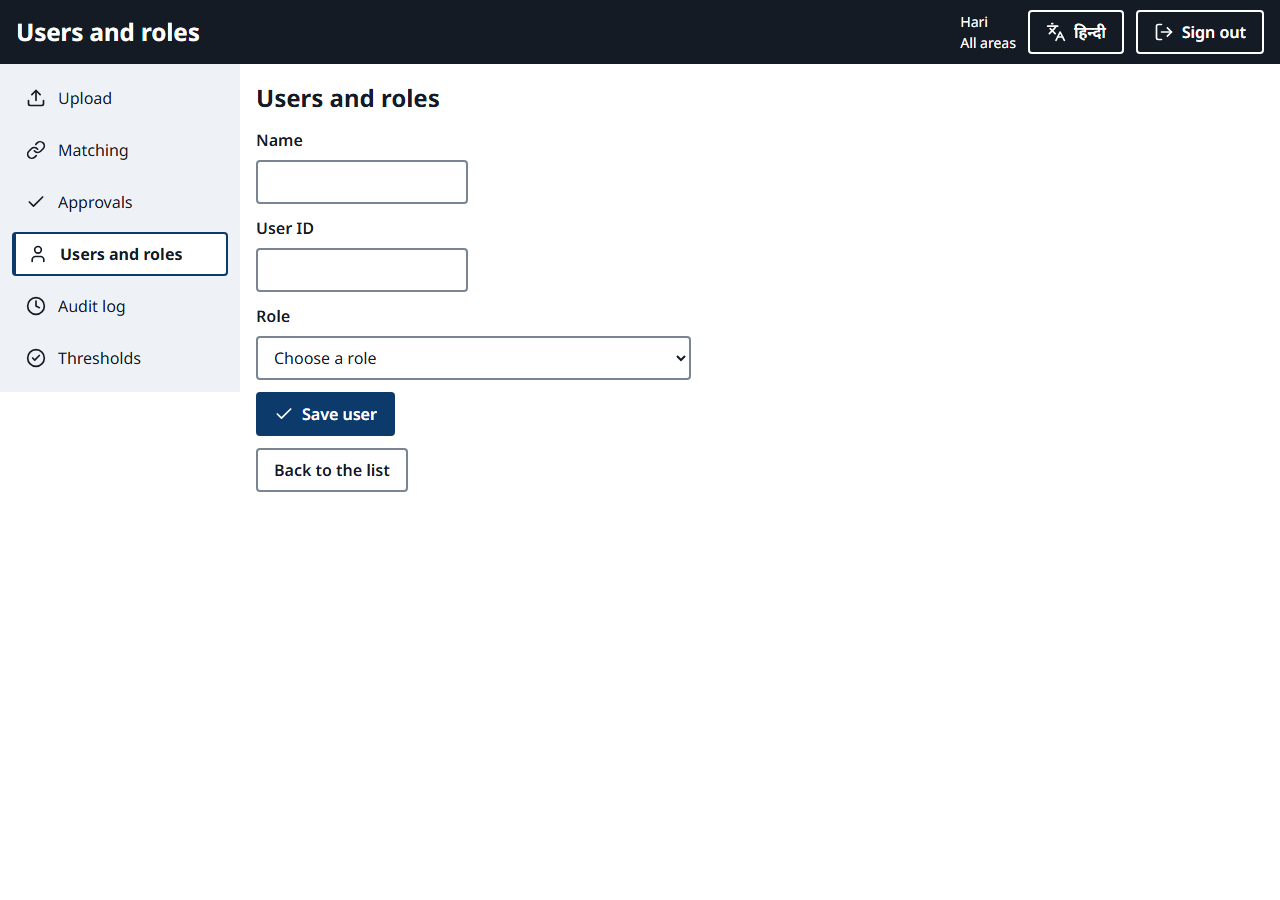 Users and roles
Hari
All areas
हिन्दी
Sign out
Upload
Matching
Approvals
Users and roles
Audit log
Thresholds
Users and roles
Name
User ID
Role
Choose a role
Save user
Back to the list